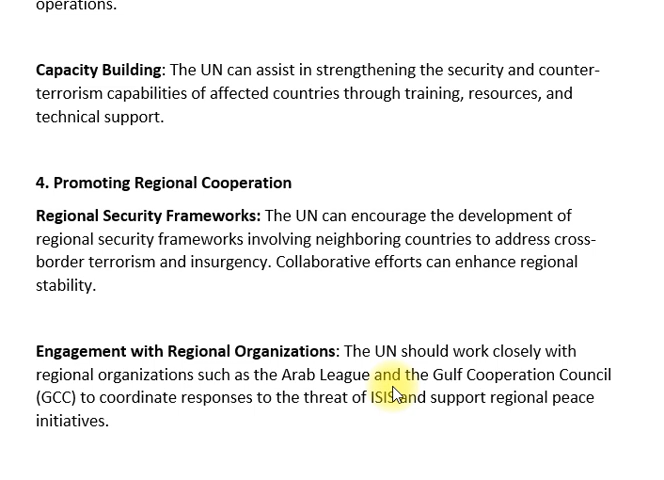 operations.
Capacity Building: The UN can assist in strengthening the security and counter-
terrorism capabilities of affected countries through training, resources, and
technical support.
4. Promoting Regional Cooperation
Regional Security Frameworks: The UN can encourage the development of
regional security frameworks involving neighboring countries to address cross-
border terrorism and insurgency. Collaborative efforts can enhance regional
stability.
Engagement with Regional Organizations: The UN should work closely with
regional organizations such as the Arab League and the Gulf Cooperation Council
(GCC) to coordinate responses to the threat of ISIS and support regional peace
initiatives.